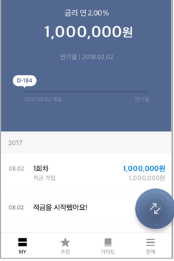 금리 연 2.00%
1,000,000원
만기일 | 2018.02.02
D-184
2017.08.02 개설
만기일
2017
08.02 1회차 1,000,000원
적금 가입 1,000,000원
08.02 적금을 시작했어요!
MY 추천 가이드 전체